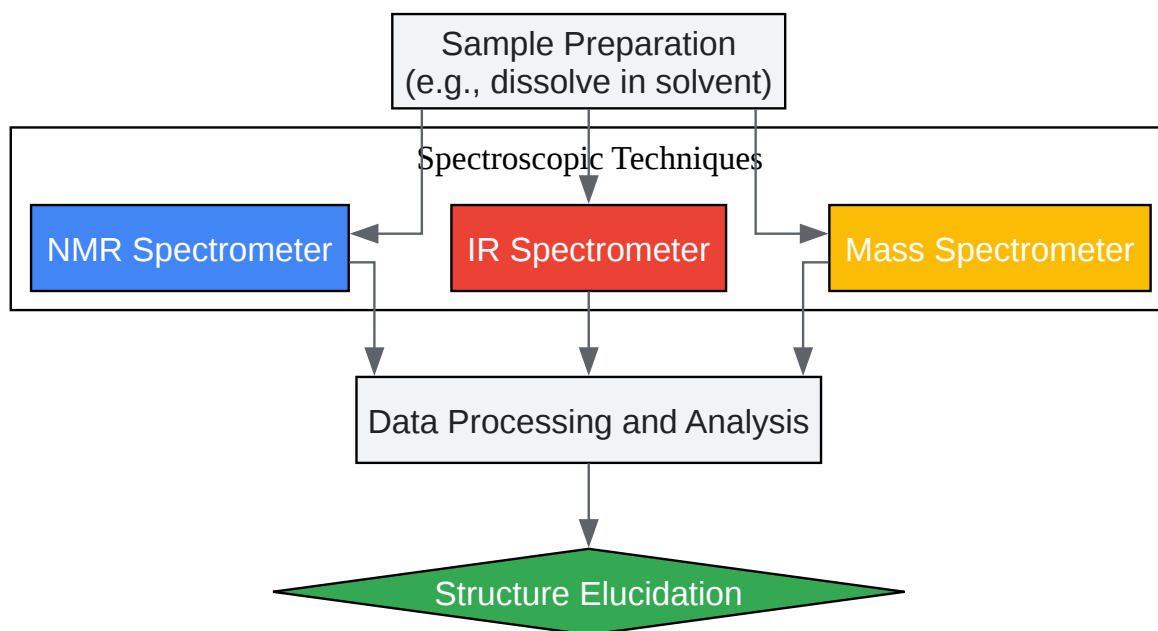 Sample Preparation
(e.g., dissolve in solvent)
Spectroscopic Techniques
NMR Spectrometer
IR Spectrometer
Mass Spectrometer
Data Processing and Analysis
Structure Elucidation